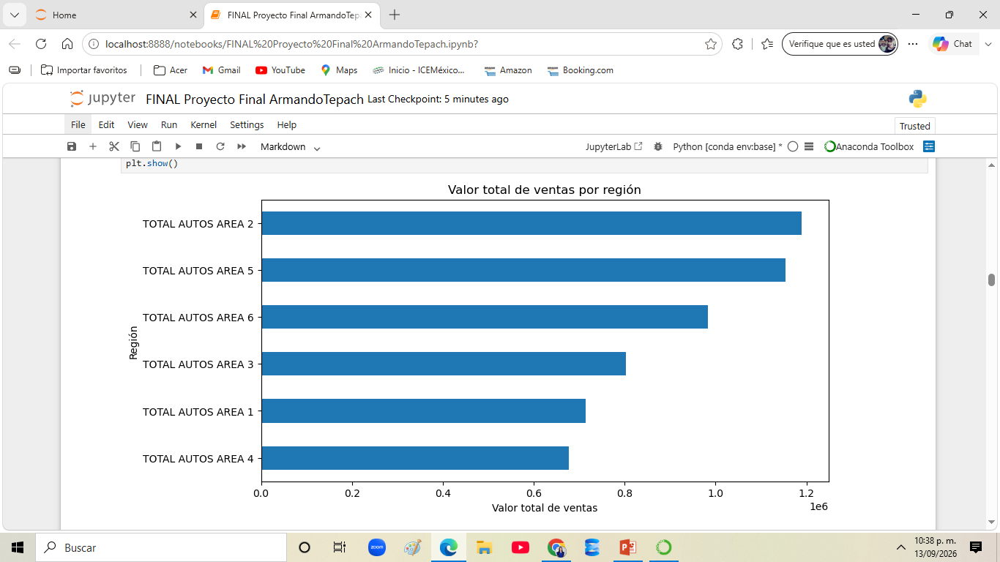 Home
FINAL Proyecto Final ArmandoTepa
localhost:8888/notebooks/FINAL%20Proyecto%20Final%20ArmandoTepach.ipynb?
Verifique que es usted
Chat
Importar favoritos
Acer
Gmail
YouTube
Maps
Inicio - ICEMéxico...
Amazon
Booking.com
jupyter
FINAL Proyecto Final ArmandoTepach Last Checkpoint: 5 minutes ago
File Edit View Run Kernel Settings Help
Trusted
Markdown
JupyterLab
Python [conda env:base] *
Anaconda Toolbox
plt.show()
Valor total de ventas por región
TOTAL AUTOS AREA 2
TOTAL AUTOS AREA 5
TOTAL AUTOS AREA 6
Región
TOTAL AUTOS AREA 3
TOTAL AUTOS AREA 1
TOTAL AUTOS AREA 4
0.0 0.2 0.4 0.6 0.8 1.0 1.2
1e6
Valor total de ventas
Buscar
zoom
10:38 p. m.
13/09/2026